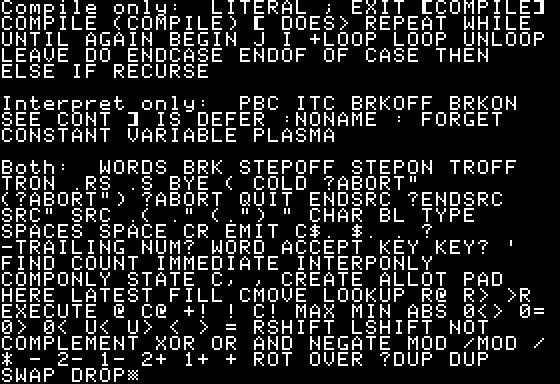 Compile only:  LITERAL ; EXIT [COMPILE]
COMPILE (COMPILE) [ DOES> REPEAT WHILE
UNTIL AGAIN BEGIN J I +LOOP LOOP UNLOOP
LEAVE DO ENDCASE ENDOF OF CASE THEN
ELSE IF RECURSE
Interpret only:  PBC ITC BRKOFF BRKON
SEE CONT ] IS DEFER :NONAME : FORGET
CONSTANT VARIABLE PLASMA
Both:  WORDS BRK STEPOFF STEPON TROFF
TRON .RS .S BYE ( COLD ?ABORT"
(?ABORT") ?ABORT QUIT ENDSRC ?ENDSRC
SRC" SRC .( ." (.") " CHAR BL TYPE
SPACES SPACE CR EMIT C$. $. . ?
-TRAILING NUM? WORD ACCEPT KEY KEY? '
FIND COUNT IMMEDIATE INTERPONLY
COMPONLY STATE C, , CREATE ALLOT PAD
HERE LATEST FILL CMOVE LOOKUP R@ R> >R
EXECUTE @ C@ +! ! C! MAX MIN ABS 0<> 0=
0> 0< U< U> < > = RSHIFT LSHIFT NOT
COMPLEMENT XOR OR AND NEGATE MOD /MOD /
* - 2- 1- 2+ 1+ + ROT OVER ?DUP DUP
SWAP DROP